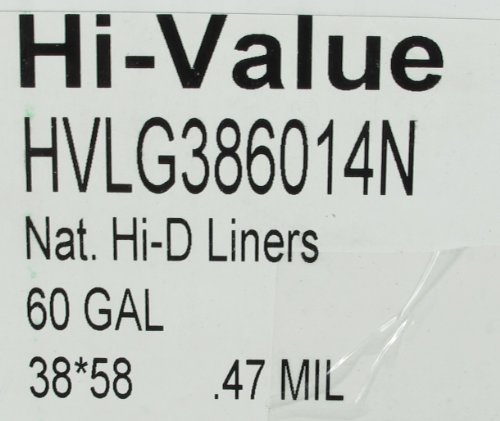 Hi-Value
HVLG386014N
Nat. Hi-D Liners
60 GAL
38*58 .47 MIL